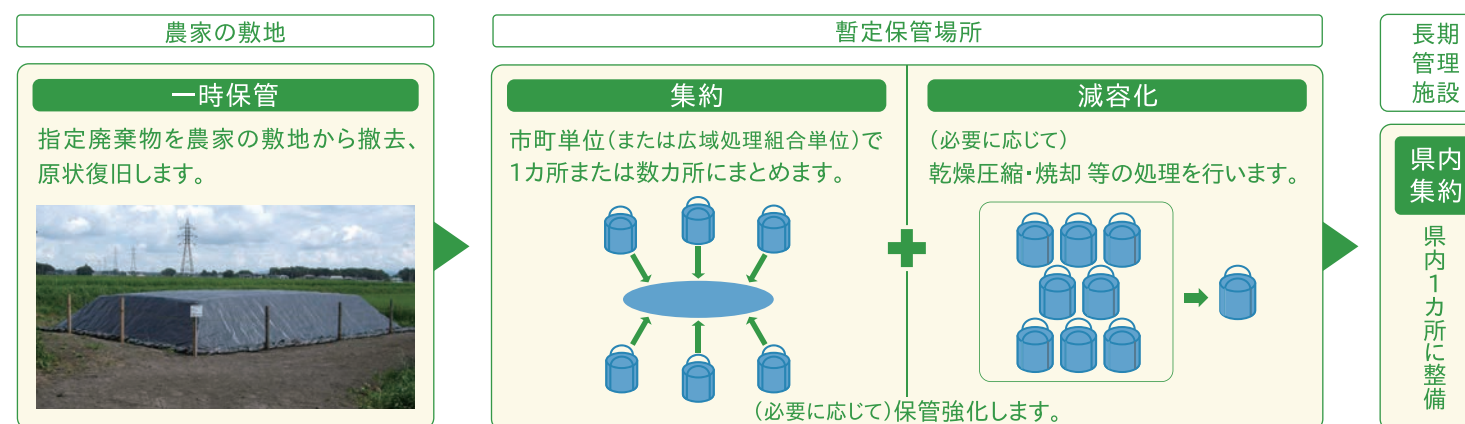 農家の敷地
一時保管
指定廃棄物を農家の敷地から撤去、
原状復旧します。
暫定保管場所
集約
市町単位(または広域処理組合単位)で
1カ所または数カ所にまとめます。
減容化
(必要に応じて)
乾燥圧縮・焼却 等の処理を行います。
(必要に応じて)保管強化します。
長期
管理
施設
県内
集約
県内1カ所に整備